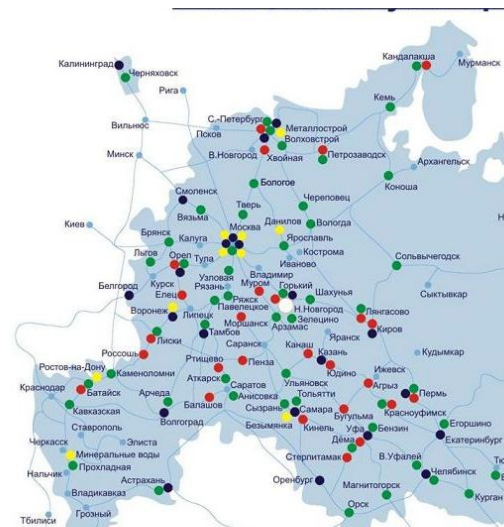 Калининград
Черняховск
Рига
Вильнюс
Минск
Псков
С.-Петербург
Металлострой
Волховстрой
В.Новгород
Хвойная
Петрозаводск
Кандалакша
Мурманск
Кемь
Архангельск
Коноша
Бологое
Смоленск
Вязьма
Тверь
Череповец
Москва
Данилов
Вологда
Киев
Брянск
Калуга
Ярославль
Кострома
Льгов
Орел
Тула
Иваново
Сольвычегодск
Узловая
Владимир
Белгород
Курск
Рязань
Муром
Горький
Шахунья
Сыктывкар
Елец
Ряжск
Н.Новгород
Лянгасово
Воронеж
Липецк
Павелецкое
Зелецино
Моршанск
Арзамас
Киров
Тамбов
Лиски
Саранск
Канаш
Яранск
Россошь
Казань
Кудымкар
Ртищево
Пенза
Юдино
Ижевск
Ростов-на-Дону
Каменоломни
Аткарск
Саратов
Ульяновск
Агрыз
Пермь
Краснодар
Батайск
Арчеда
Анисовка
Тольятти
Красноуфимск
Кавказская
Балашов
Сызрань
Самара
Бугульма
Бензин
Егоршино
Ставрополь
Волгоград
Безымянка
Кинель
Уфа
Екатеринбург
Черкасск
Элиста
Дёма
Минеральные воды
Стерлитамак
В.Уфалей
Нальчик
Прохладная
Астрахань
Оренбург
Магнитогорск
Челябинск
Владикавказ
Курган
Тбилиси
Грозный
Орск